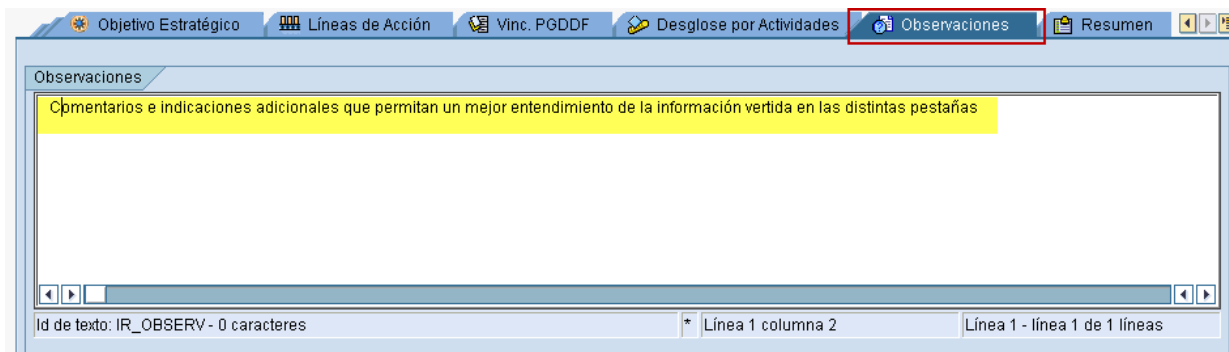 Objetivo Estratégico Líneas de Acción Vinc. PGDDF Desglose por Actividades Observaciones Resumen
Observaciones
Comentarios e indicaciones adicionales que permitan un mejor entendimiento de la información vertida en las distintas pestañas
Id de texto: IR_OBSERV - 0 caracteres * Línea 1 columna 2 Línea 1 - línea 1 de 1 líneas